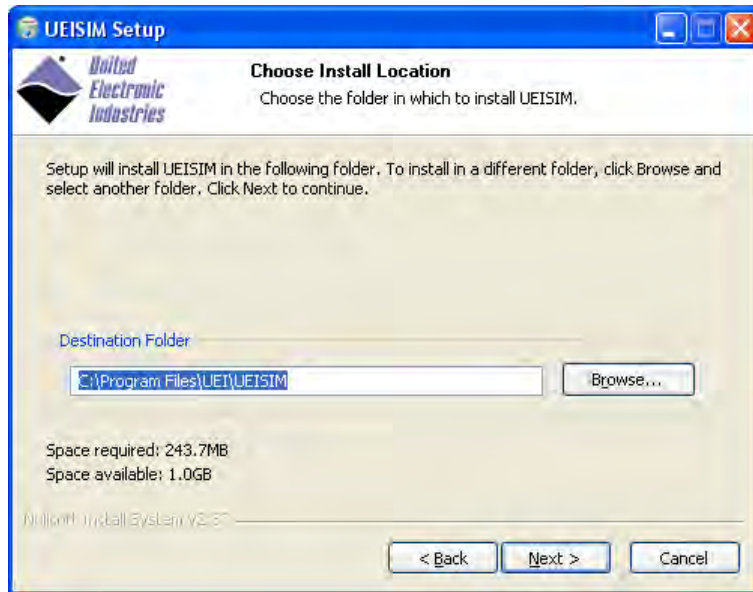 UEISIM Setup
United
Electronic
Industries
Choose Install Location
Choose the folder in which to install UEISIM.
Setup will install UEISIM in the following folder. To install in a different folder, click Browse and
select another folder. Click Next to continue.
Destination Folder
C:\Program Files\UEI\UEISIM
Browse...
Space required: 243.7MB
Space available: 1.0GB
Nullsoft Install System
< Back
Next >
Cancel